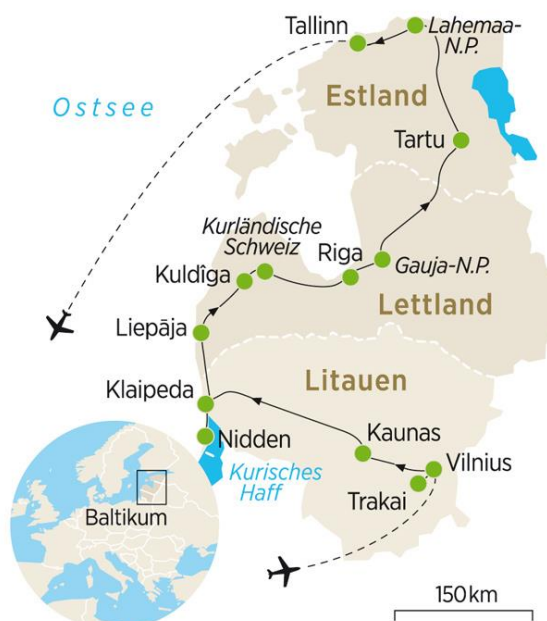 Tallinn
Lahemaa-
N.P.
Ostsee
Estland
Tartu
Kurländische
Schweiz
Riga
Gauja-N.P.
Kuldîga
Lettland
Liepāja
Litauen
Klaipeda
Kaunas
Nidden
Vilnius
Kurisches
Haff
Trakai
Baltikum
150 km